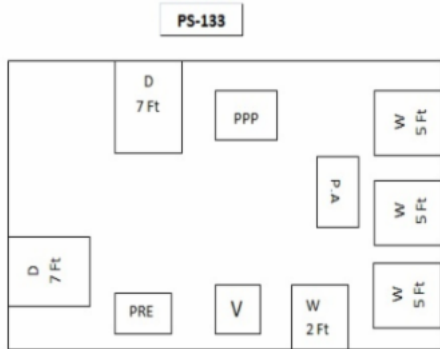 PS-133
D
7 Ft
PPP
W
5 Ft
P.A
W
5 Ft
D
7 Ft
W
5 Ft
PRE
V
W
2 Ft